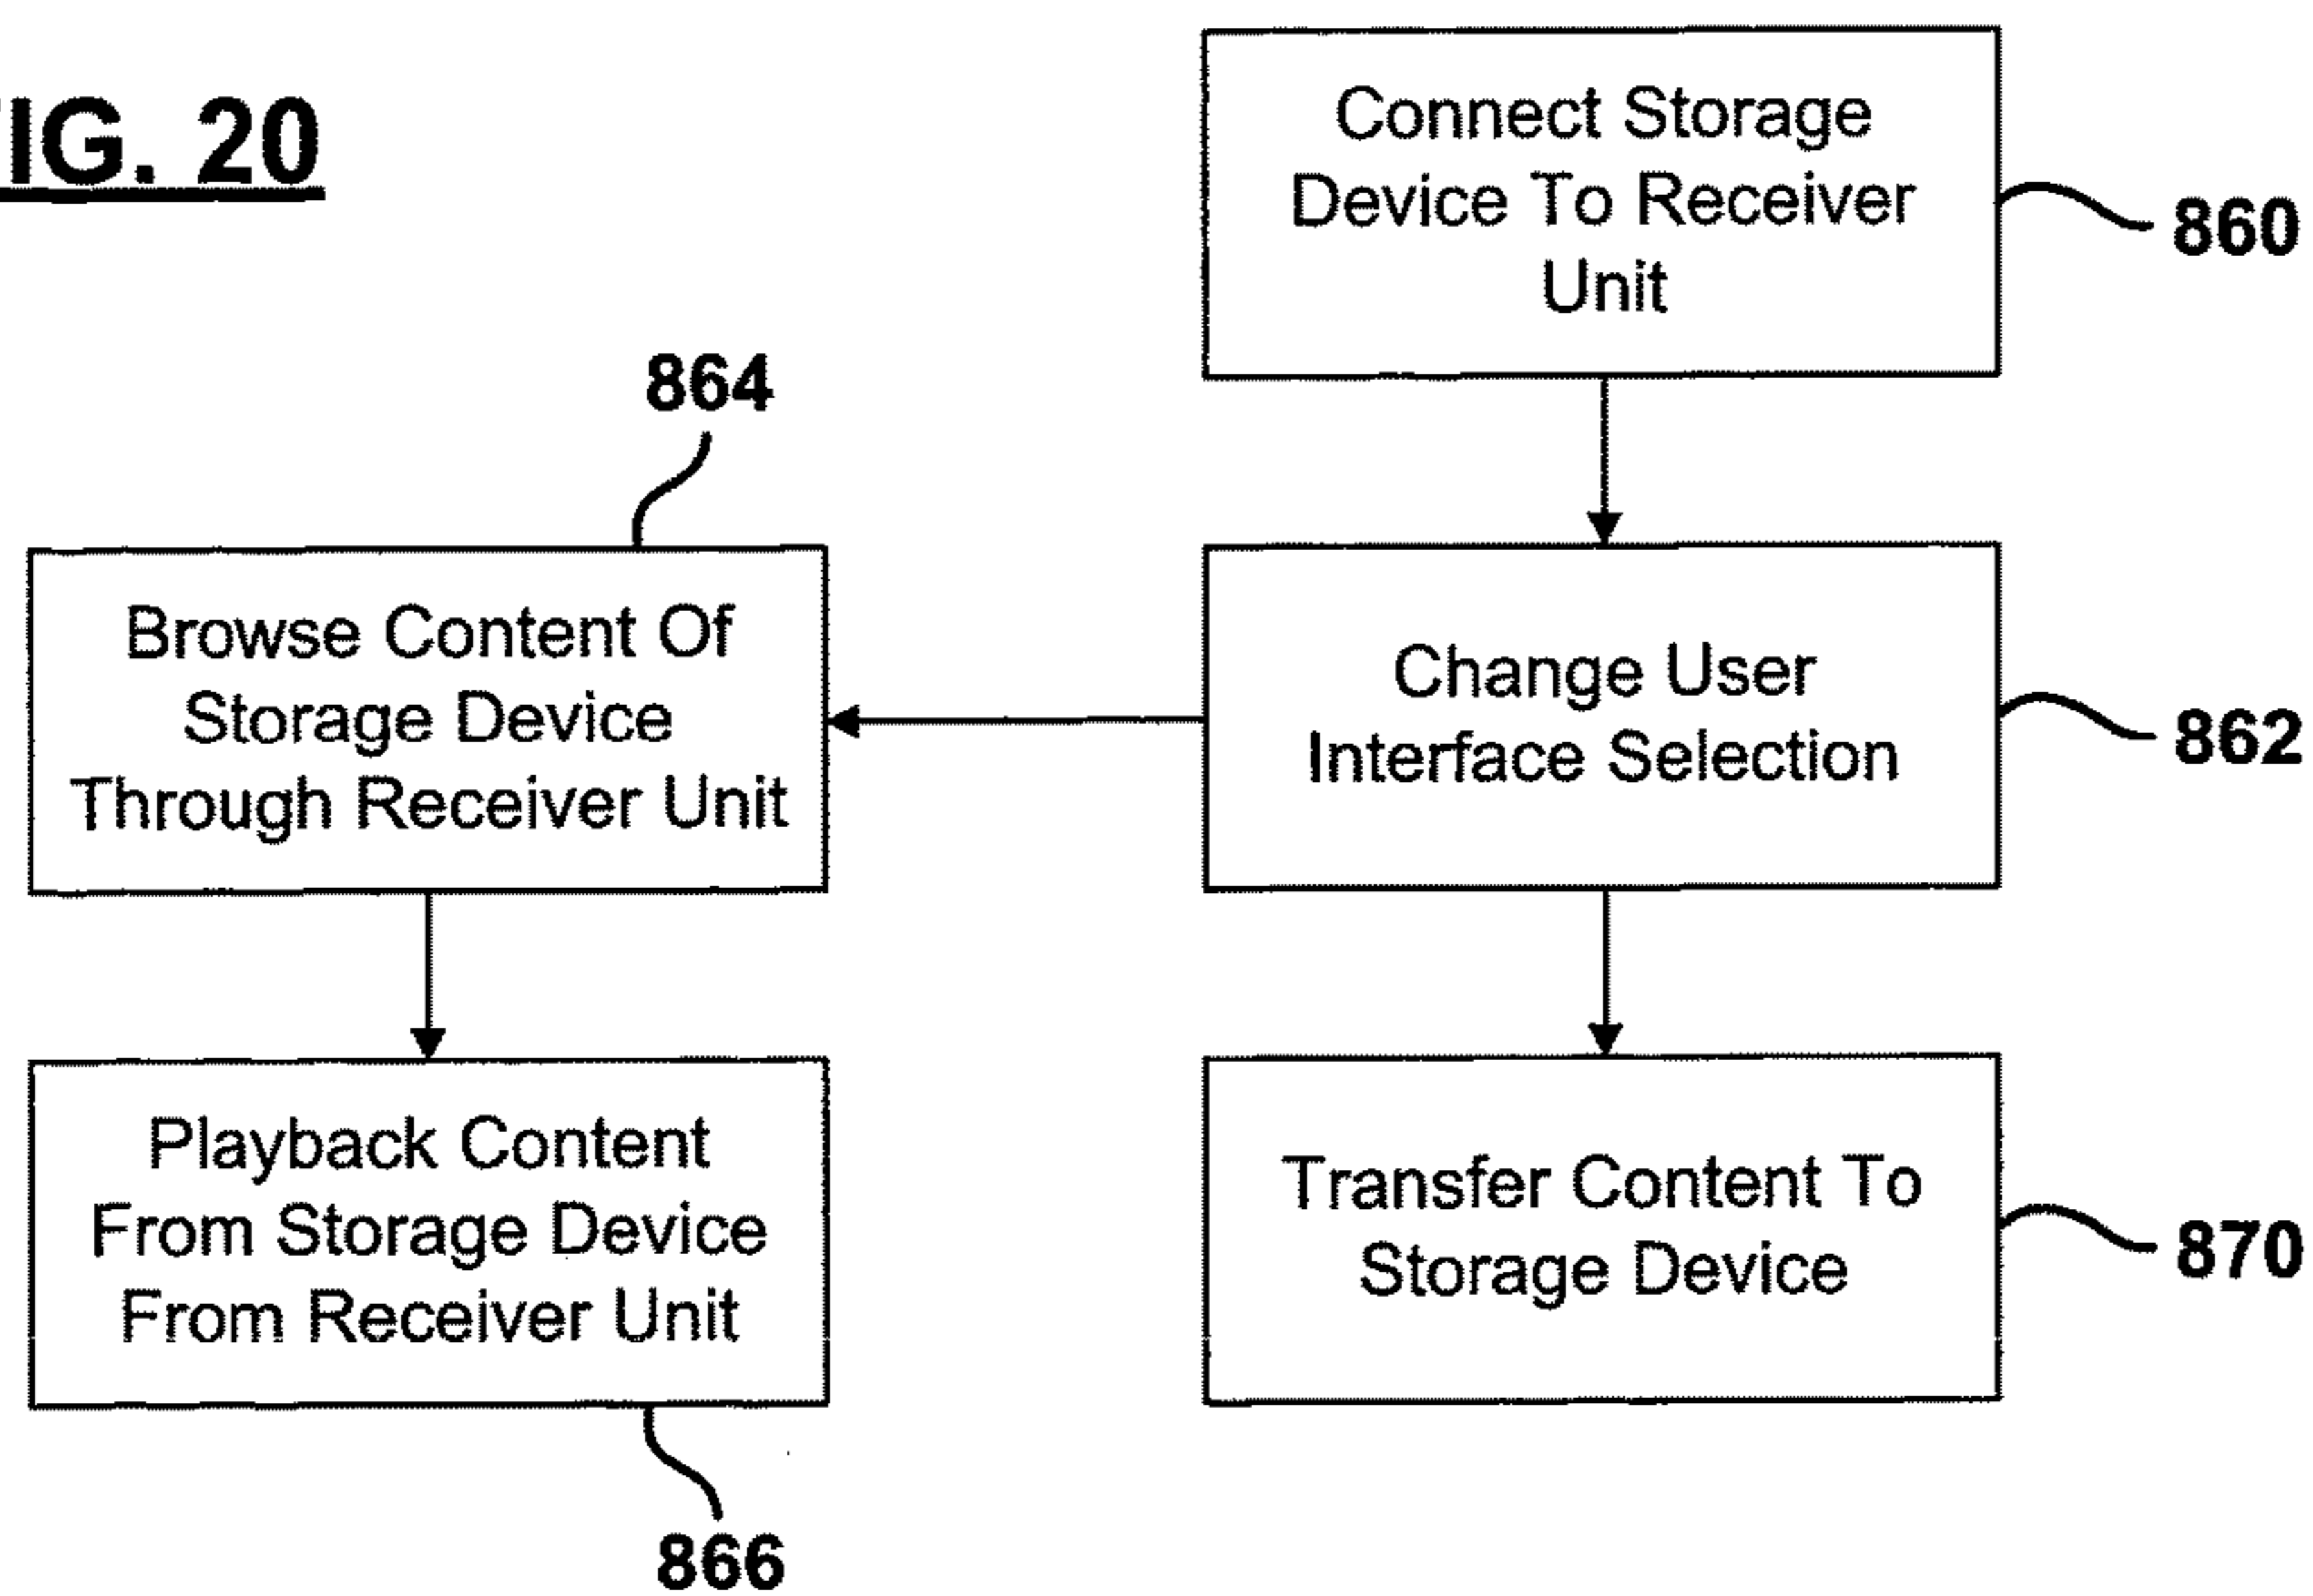 IG. 20
Connect Storage
Device To Receiver
Unit
860
864
Browse Content Of
Storage Device
Through Receiver Unit
Change User
Interface Selection
862
Playback Content
From Storage Device
From Receiver Unit
866
Transfer Content To
Storage Device
870